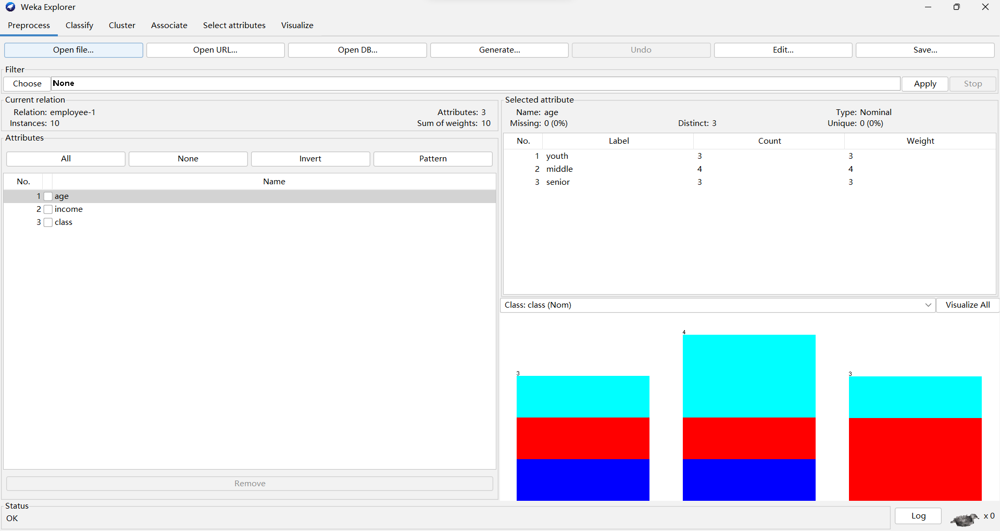 Weka Explorer
Preprocess Classify Cluster Associate Select attributes Visualize
Open file... Open URL... Open DB... Generate... Undo Edit... Save...
Filter
Choose None Apply Stop
Current relation
Relation: employee-1 Attributes: 3
Instances: 10 Sum of weights: 10
Attributes
All None Invert Pattern
No. Name
1 age
2 income
3 class
Remove
Selected attribute
Name: age Type: Nominal
Missing: 0 (0%) Distinct: 3 Unique: 0 (0%)
No. Label Count Weight
1 youth 3 3
2 middle 4 4
3 senior 3 3
Class: class (Nom) Visualize All
3 4 3
Status
OK Log x 0